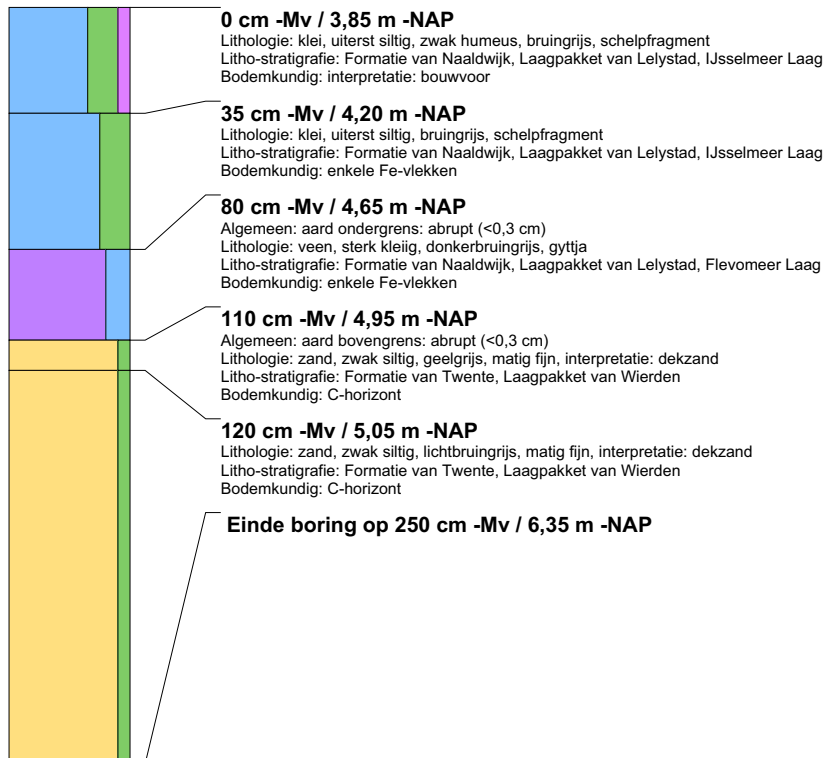 0 cm -Mv / 3,85 m -NAP
Lithologie: klei, uiterst siltig, zwak humeus, bruingrijs, schelpfragment
Litho-stratigrafie: Formatie van Naaldwijk, Laagpakket van Lelystad, IJsselmeer Laag
Bodemkundig: interpretatie: bouwvoor
35 cm -Mv / 4,20 m -NAP
Lithologie: klei, uiterst siltig, bruingrijs, schelpfragment
Litho-stratigrafie: Formatie van Naaldwijk, Laagpakket van Lelystad, IJsselmeer Laag
Bodemkundig: enkele Fe-vlekken
80 cm -Mv / 4,65 m -NAP
Algemeen: aard ondergrens: abrupt (<0,3 cm)
Lithologie: veen, sterk kleiig, donkerbruingrijs, gyttja
Litho-stratigrafie: Formatie van Naaldwijk, Laagpakket van Lelystad, Flevomeer Laag
Bodemkundig: enkele Fe-vlekken
110 cm -Mv / 4,95 m -NAP
Algemeen: aard bovengrens: abrupt (<0,3 cm)
Lithologie: zand, zwak siltig, geelgrijs, matig fijn, interpretatie: dekzand
Litho-stratigrafie: Formatie van Twente, Laagpakket van Wierden
Bodemkundig: C-horizont
120 cm -Mv / 5,05 m -NAP
Lithologie: zand, zwak siltig, lichtbruingrijs, matig fijn, interpretatie: dekzand
Litho-stratigrafie: Formatie van Twente, Laagpakket van Wierden
Bodemkundig: C-horizont
Einde boring op 250 cm -Mv / 6,35 m -NAP